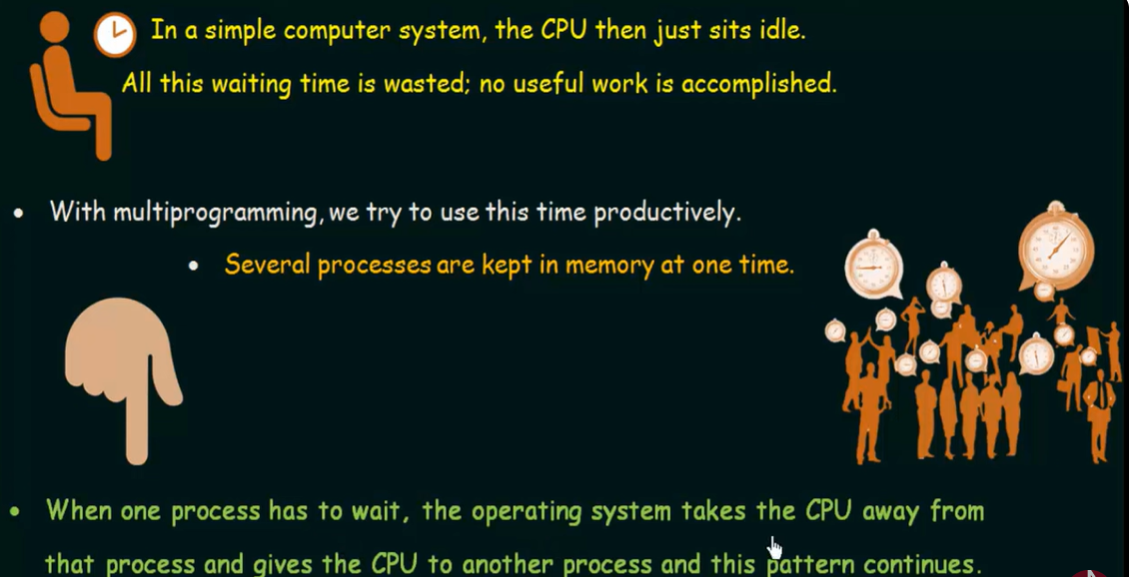 In a simple computer system, the CPU then just sits idle.
All this waiting time is wasted; no useful work is accomplished.
• With multiprogramming, we try to use this time productively.
• Several processes are kept in memory at one time.
• When one process has to wait, the operating system takes the CPU away from
that process and gives the CPU to another process and this pattern continues.